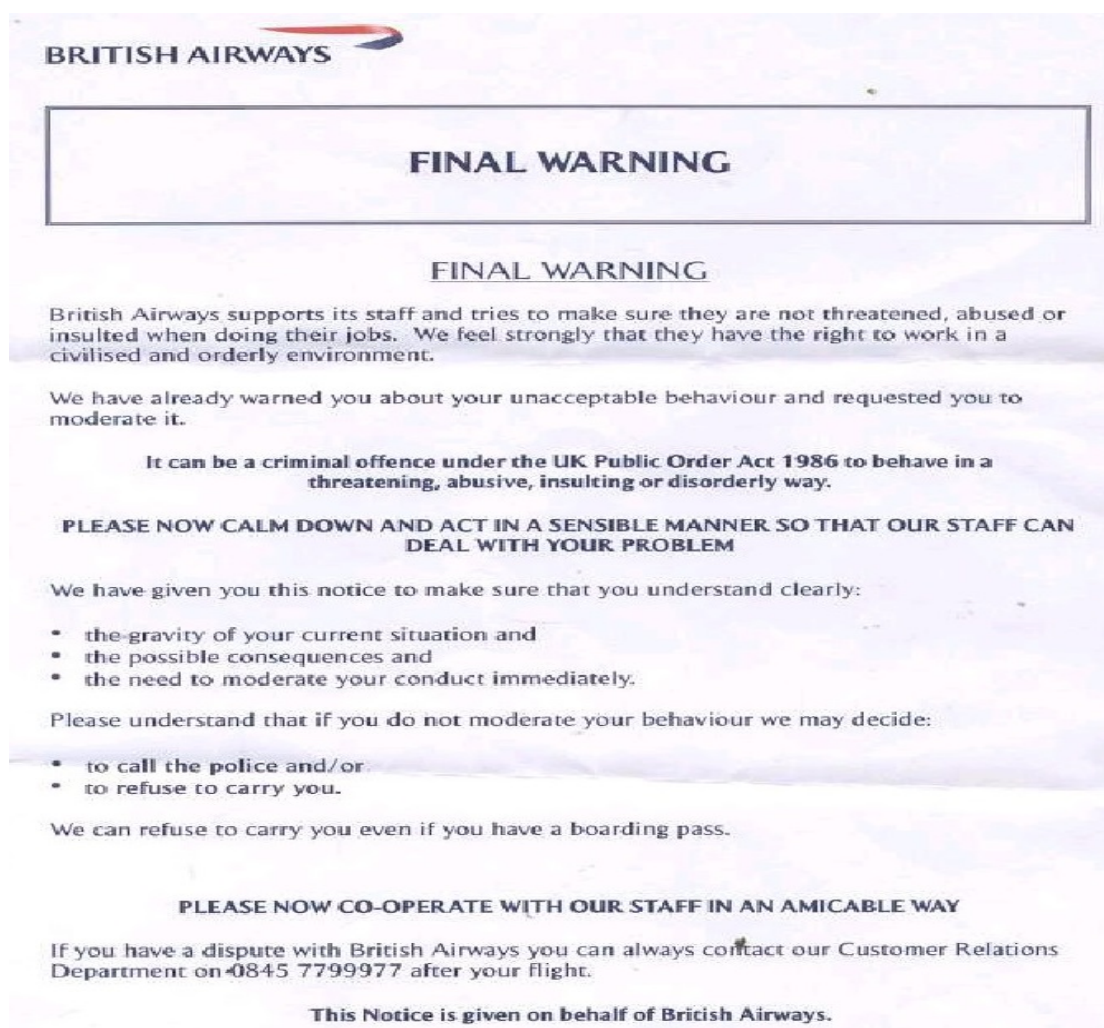 BRITISH AIRWAYS
FINAL WARNING
FINAL WARNING
British Airways supports its staff and tries to make sure they are not threatened, abused or
insulted when doing their jobs. We feel strongly that they have the right to work in a
civilised and orderly environment.
We have already warned you about your unacceptable behaviour and requested you to
moderate it.
It can be a criminal offence under the UK Public Order Act 1986 to behave in a
threatening, abusive, insulting or disorderly way.
PLEASE NOW CALM DOWN AND ACT IN A SENSIBLE MANNER SO THAT OUR STAFF CAN
DEAL WITH YOUR PROBLEM
We have given you this notice to make sure that you understand clearly:
• the gravity of your current situation and
• the possible consequences and
• the need to moderate your conduct immediately.
Please understand that if you do not moderate your behaviour we may decide:
• to call the police and/or
• to refuse to carry you.
We can refuse to carry you even if you have a boarding pass.
PLEASE NOW CO-OPERATE WITH OUR STAFF IN AN AMICABLE WAY
If you have a dispute with British Airways you can always contact our Customer Relations
Department on 0845 7799977 after your flight.
This Notice is given on behalf of British Airways.